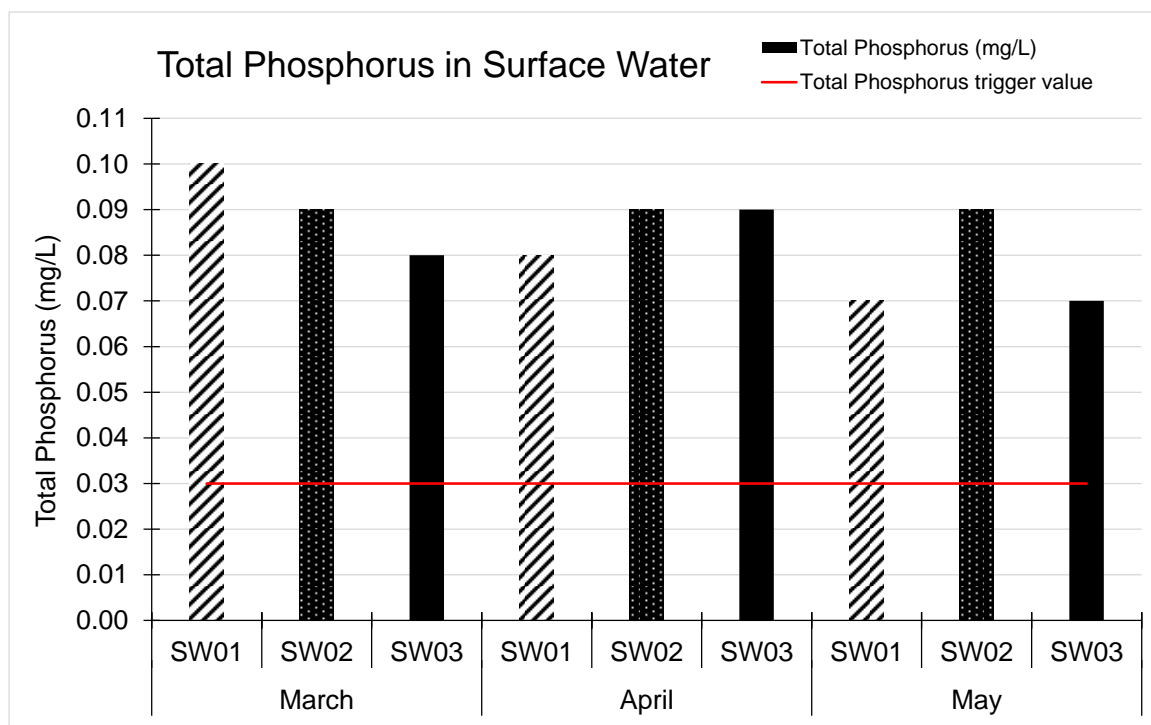 Total Phosphorus in Surface Water
Total Phosphorus (mg/L)
Total Phosphorus trigger value
Total Phosphorus (mg/L)
0.11
0.10
0.09
0.08
0.07
0.06
0.05
0.04
0.03
0.02
0.01
0.00
SW01 SW02 SW03 SW01 SW02 SW03 SW01 SW02 SW03
March April May